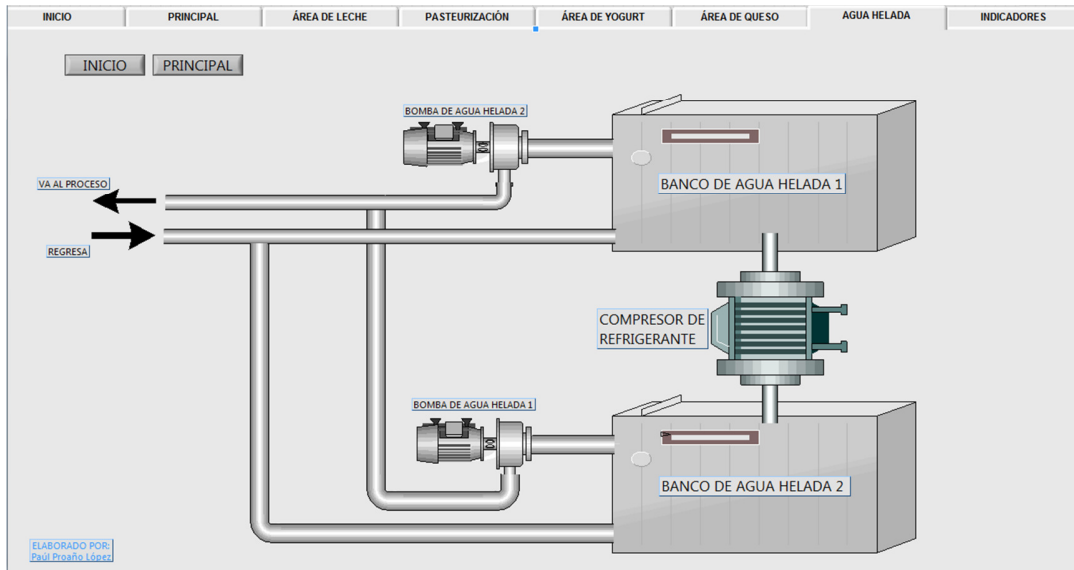 INICIO
PRINCIPAL
ÁREA DE LECHE
PASTEURIZACIÓN
ÁREA DE YOGURT
ÁREA DE QUESO
AGUA HELADA
INDICADORES
INICIO
PRINCIPAL
BOMBA DE AGUA HELADA 2
VA AL PROCESO
BANCO DE AGUA HELADA 1
REGRESA
COMPRESOR DE
REFRIGERANTE
BOMBA DE AGUA HELADA 1
BANCO DE AGUA HELADA 2
ELABORADO POR:
Paúl Proaño López